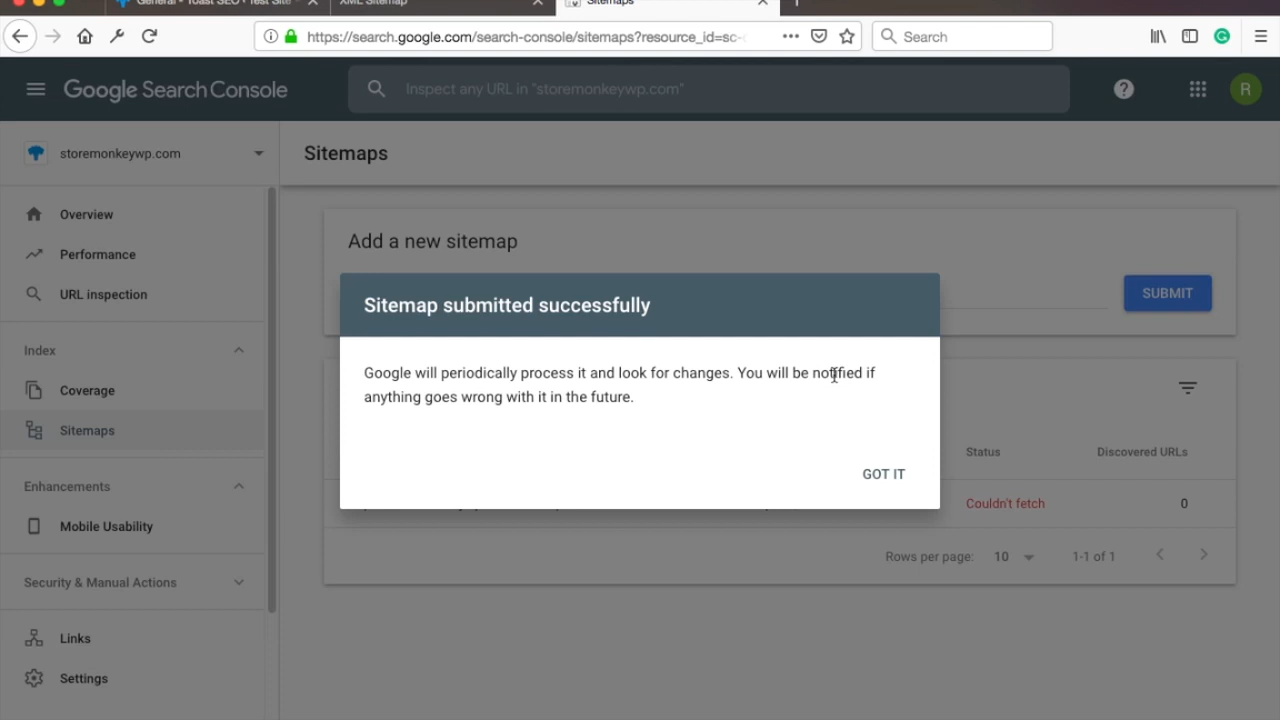 General - Yoast SEO • Test Site
XML Sitemap
Sitemaps
https://search.google.com/search-console/sitemaps?resource_id=sc-
Search
Google Search Console
Inspect any URL in "storemonkeywp.com"
R
storemonkeywp.com
Sitemaps
Overview
Performance
URL inspection
Add a new sitemap
SUBMIT
Sitemap submitted successfully
Google will periodically process it and look for changes. You will be notified if
anything goes wrong with it in the future.
GOT IT
Index
Coverage
Sitemaps
Status
Discovered URLs
Couldn't fetch
0
Enhancements
Mobile Usability
Rows per page:
10
1-1 of 1
Security & Manual Actions
Links
Settings